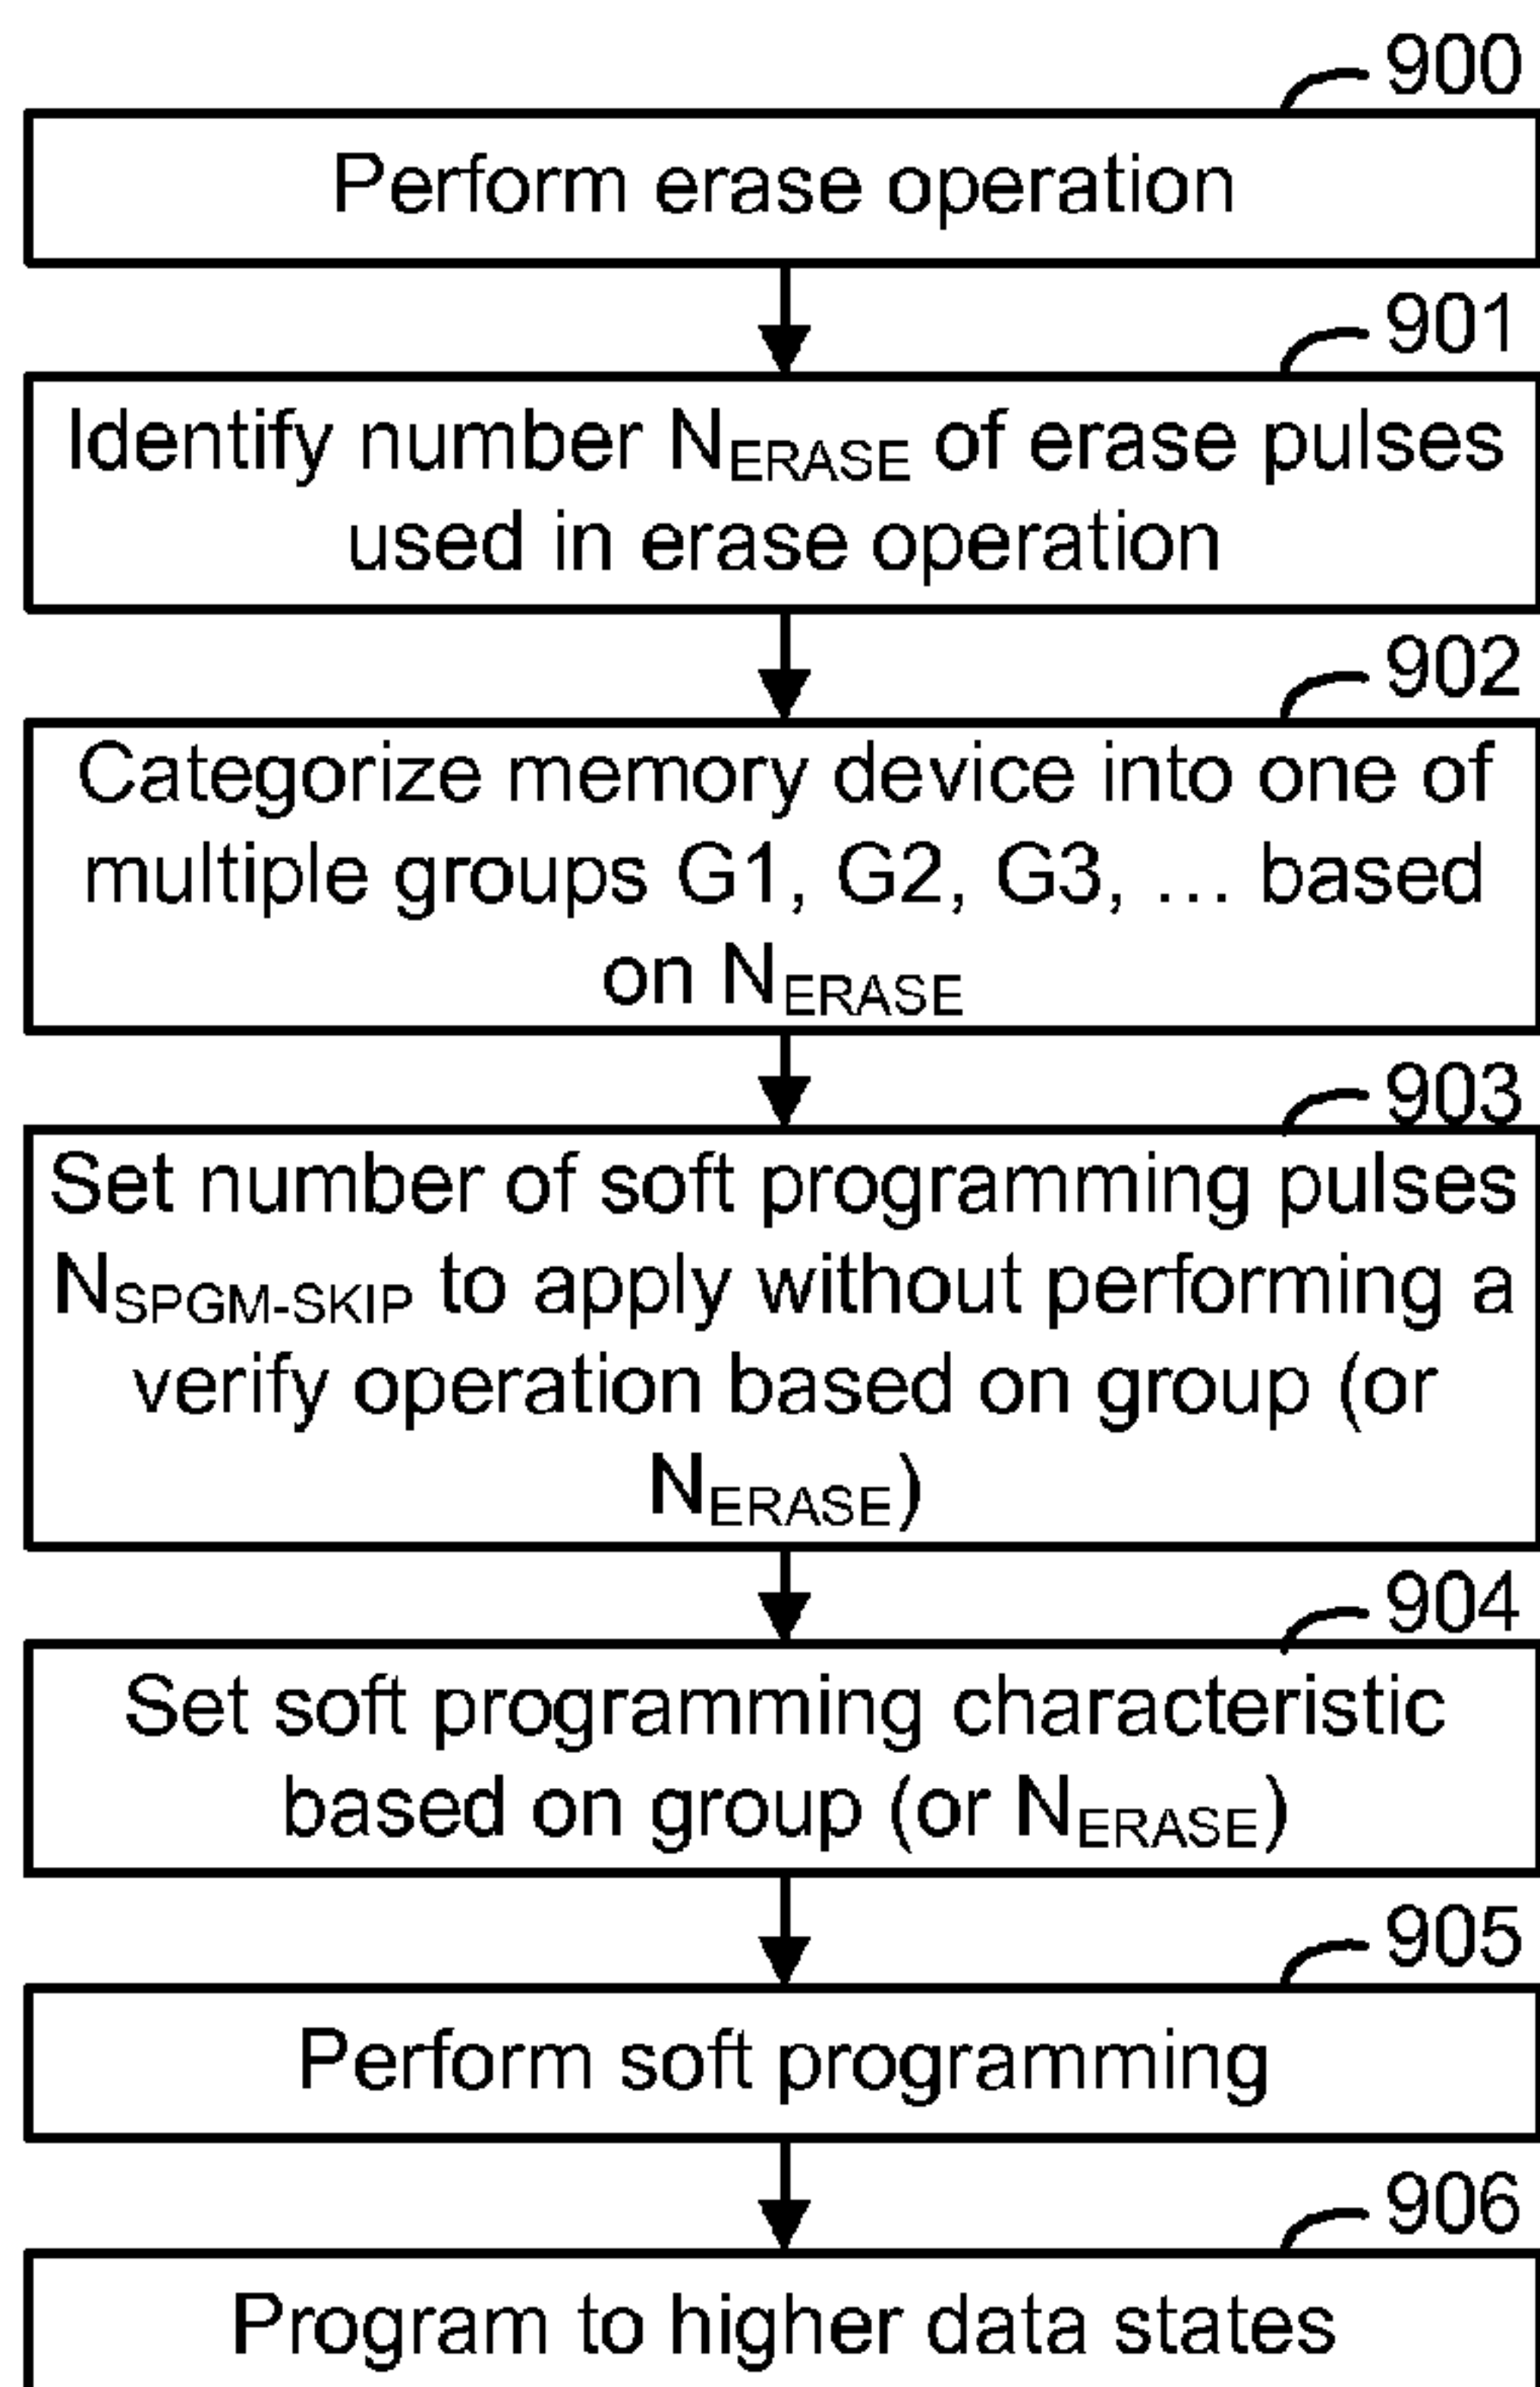 900
Perform erase operation
901
Identify number NERASE of erase pulses
used in erase operation
902
Categorize memory device into one of
multiple groups G1, G2, G3, … based
on NERASE
903
Set number of soft programming pulses
NSPGM-SKIP to apply without performing a
verify operation based on group (or
NERASE)
904
Set soft programming characteristic
based on group (or NERASE)
905
Perform soft programming
906
Program to higher data states